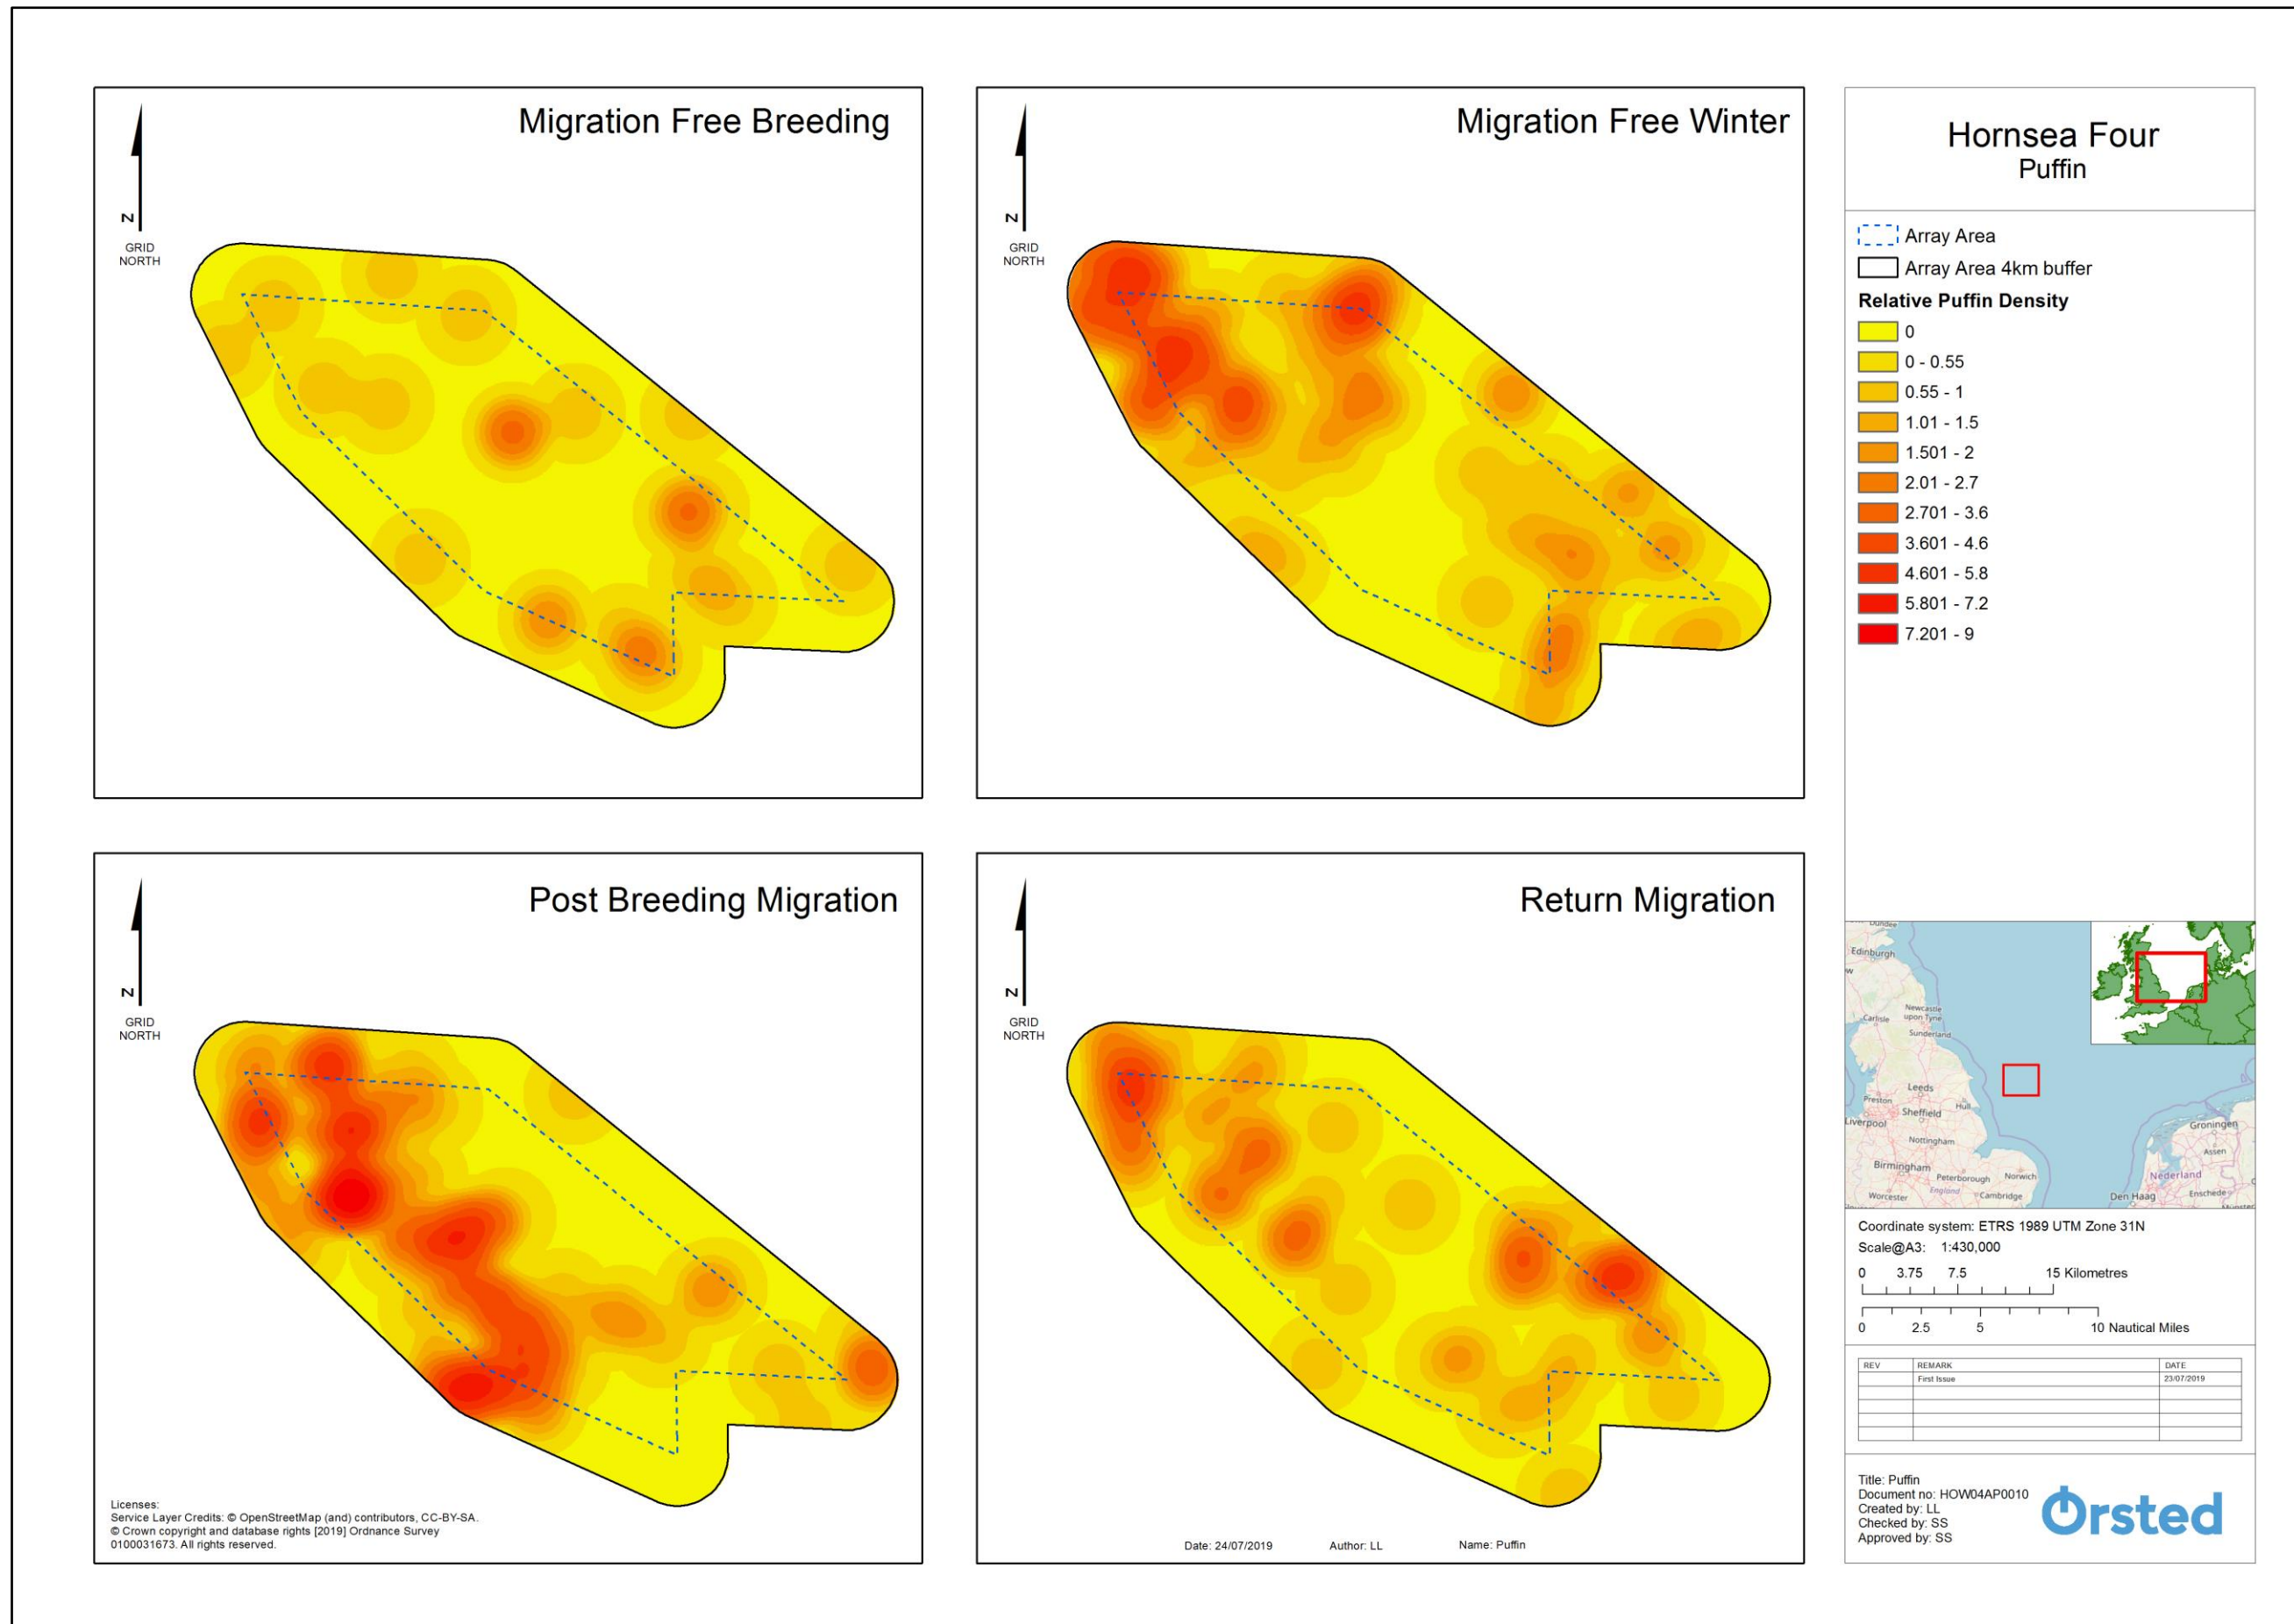 Migration Free Breeding
N
GRID
NORTH
Migration Free Winter
N
GRID
NORTH
Post Breeding Migration
N
GRID
NORTH
Licenses:
Service Layer Credits: © OpenStreetMap (and) contributors, CC-BY-SA.
© Crown copyright and database rights [2019] Ordnance Survey
0100031673. All rights reserved.
Return Migration
N
GRID
NORTH
Date: 24/07/2019 Author: LL Name: Puffin
Hornsea Four
Puffin
Array Area
Array Area 4km buffer
Relative Puffin Density
0
0 - 0.55
0.55 - 1
1.01 - 1.5
1.501 - 2
2.01 - 2.7
2.701 - 3.6
3.601 - 4.6
4.601 - 5.8
5.801 - 7.2
7.201 - 9
Dundee
Edinburgh
Newcastle
upon Tyne
Carlisle
Sunderland
Leeds
Preston
Hull
Sheffield
Liverpool
Nottingham
Birmingham
Peterborough
Norwich
England
Worcester
Cambridge
Groningen
Assen
Nederland
Den Haag
Enschede
Münster
Coordinate system: ETRS 1989 UTM Zone 31N
Scale@A3: 1:430,000
0 3.75 7.5 15 Kilometres
0 2.5 5 10 Nautical Miles
REV REMARK DATE
First Issue 23/07/2019
Title: Puffin
Document no: HOW04AP0010
Created by: LL
Checked by: SS
Approved by: SS
Orsted